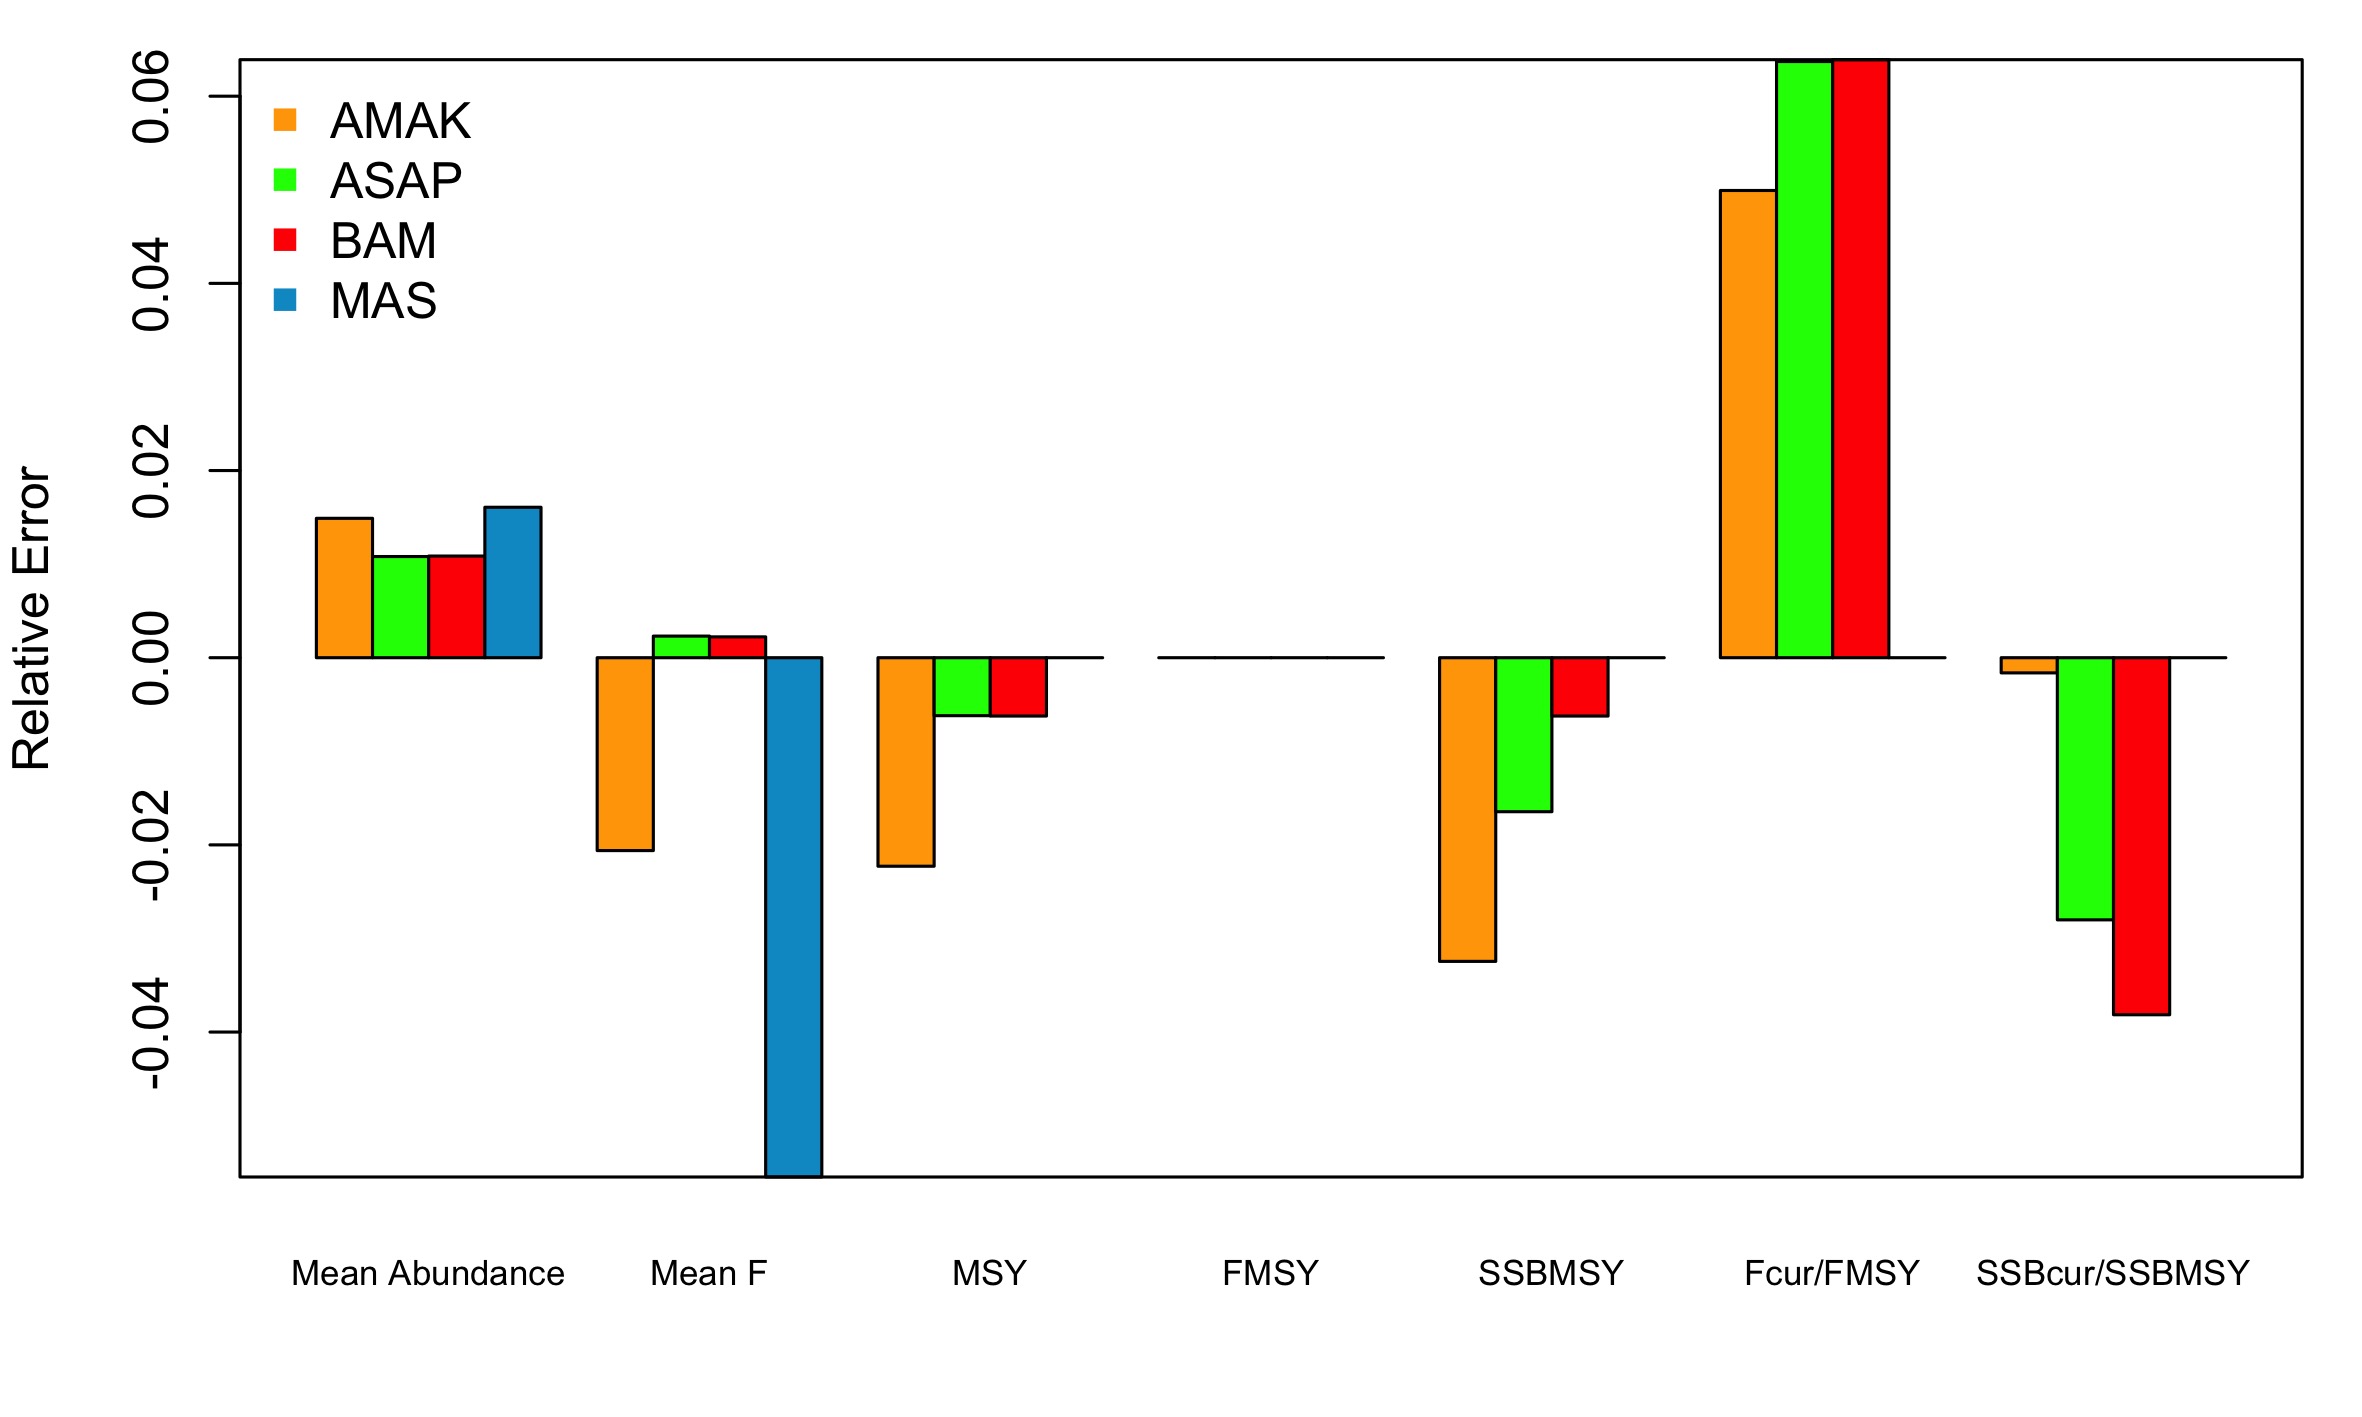 Relative Error
0.06
0.04
0.02
0.00
-0.02
-0.04
AMAK
ASAP
BAM
MAS
Mean Abundance
Mean F
MSY
FMSY
SSBMSY
Fcur/FMSY
SSBcur/SSBMSY